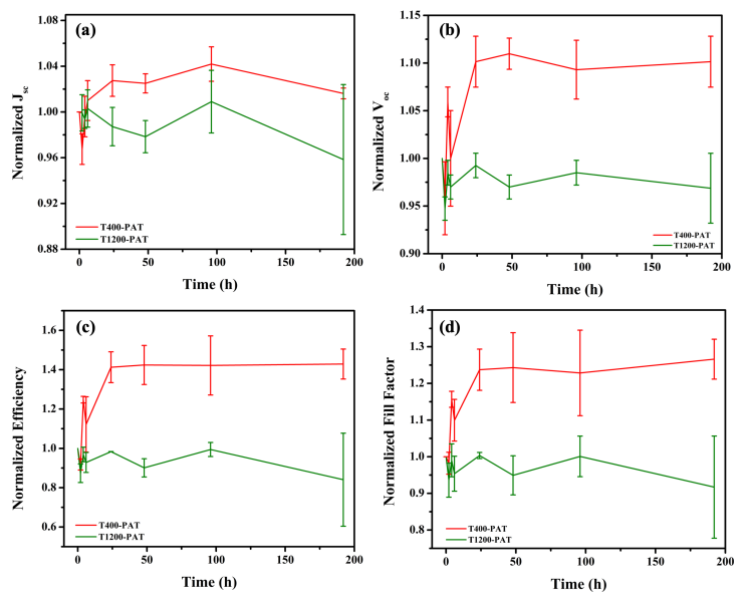 (a)
Normalized Jsc
1.08
1.04
1.00
0.96
0.92
0.88
T400-PAT
T1200-PAT
0
50
100
150
200
Time (h)
(b)
Normalized Voc
1.15
1.10
1.05
1.00
0.95
0.90
T400-PAT
T1200-PAT
0
50
100
150
200
Time (h)
(c)
Normalized Efficiency
1.6
1.4
1.2
1.0
0.8
0.6
T400-PAT
T1200-PAT
0
50
100
150
200
Time (h)
(d)
Normalized Fill Factor
1.4
1.3
1.2
1.1
1.0
0.9
0.8
T400-PAT
T1200-PAT
0
50
100
150
200
Time (h)